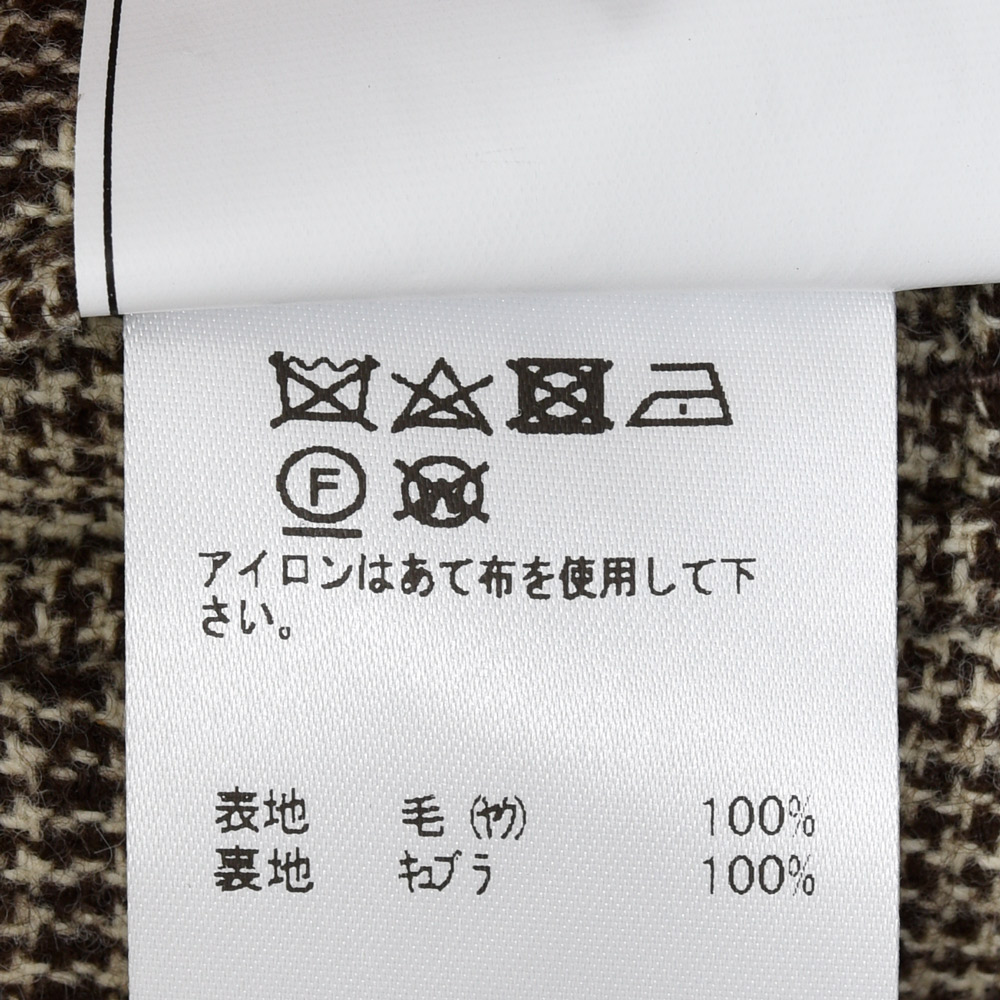 F
W
アイロンはあて布を使用して下
さい。
表地 毛(ヤク) 100%
裏地 キュプラ 100%